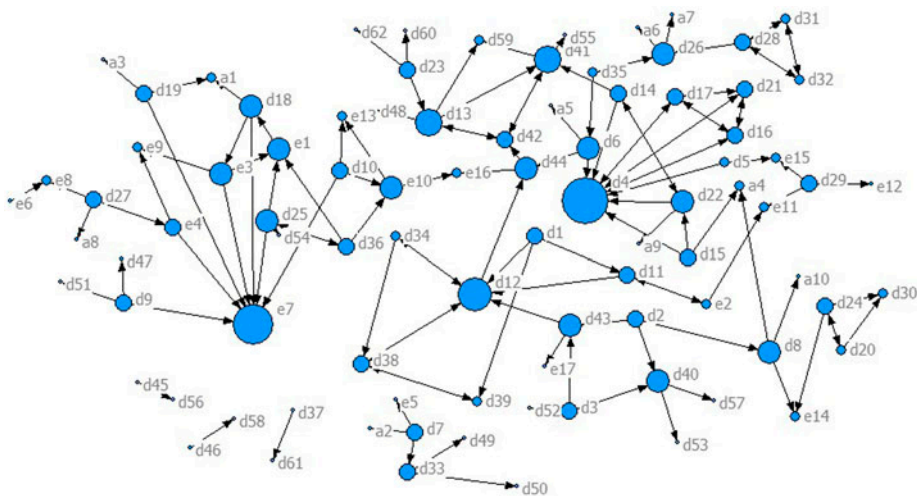 a7
d31
d62
d60
d59
d55
a6
d41
d26
d28
a3
d23
d35
d32
a1
d17
d21
d19
d14
d18
e13
d48
d13
a5
d16
e1
d42
d6
e9
d44
d5
e15
e3
d10
e10
e16
d4
d29
e12
e8
d22
a4
e6
d27
e11
d25
e4
d54
d36
d34
d1
a9
a8
d15
d47
d11
a10
d51
d12
d24
d30
d9
e7
e2
d43
d2
d20
d38
e17
d8
d40
d45
d39
d56
e5
d52
d3
d57
e14
d58
d37
a2
d7
d49
d53
d46
d61
d33
d50